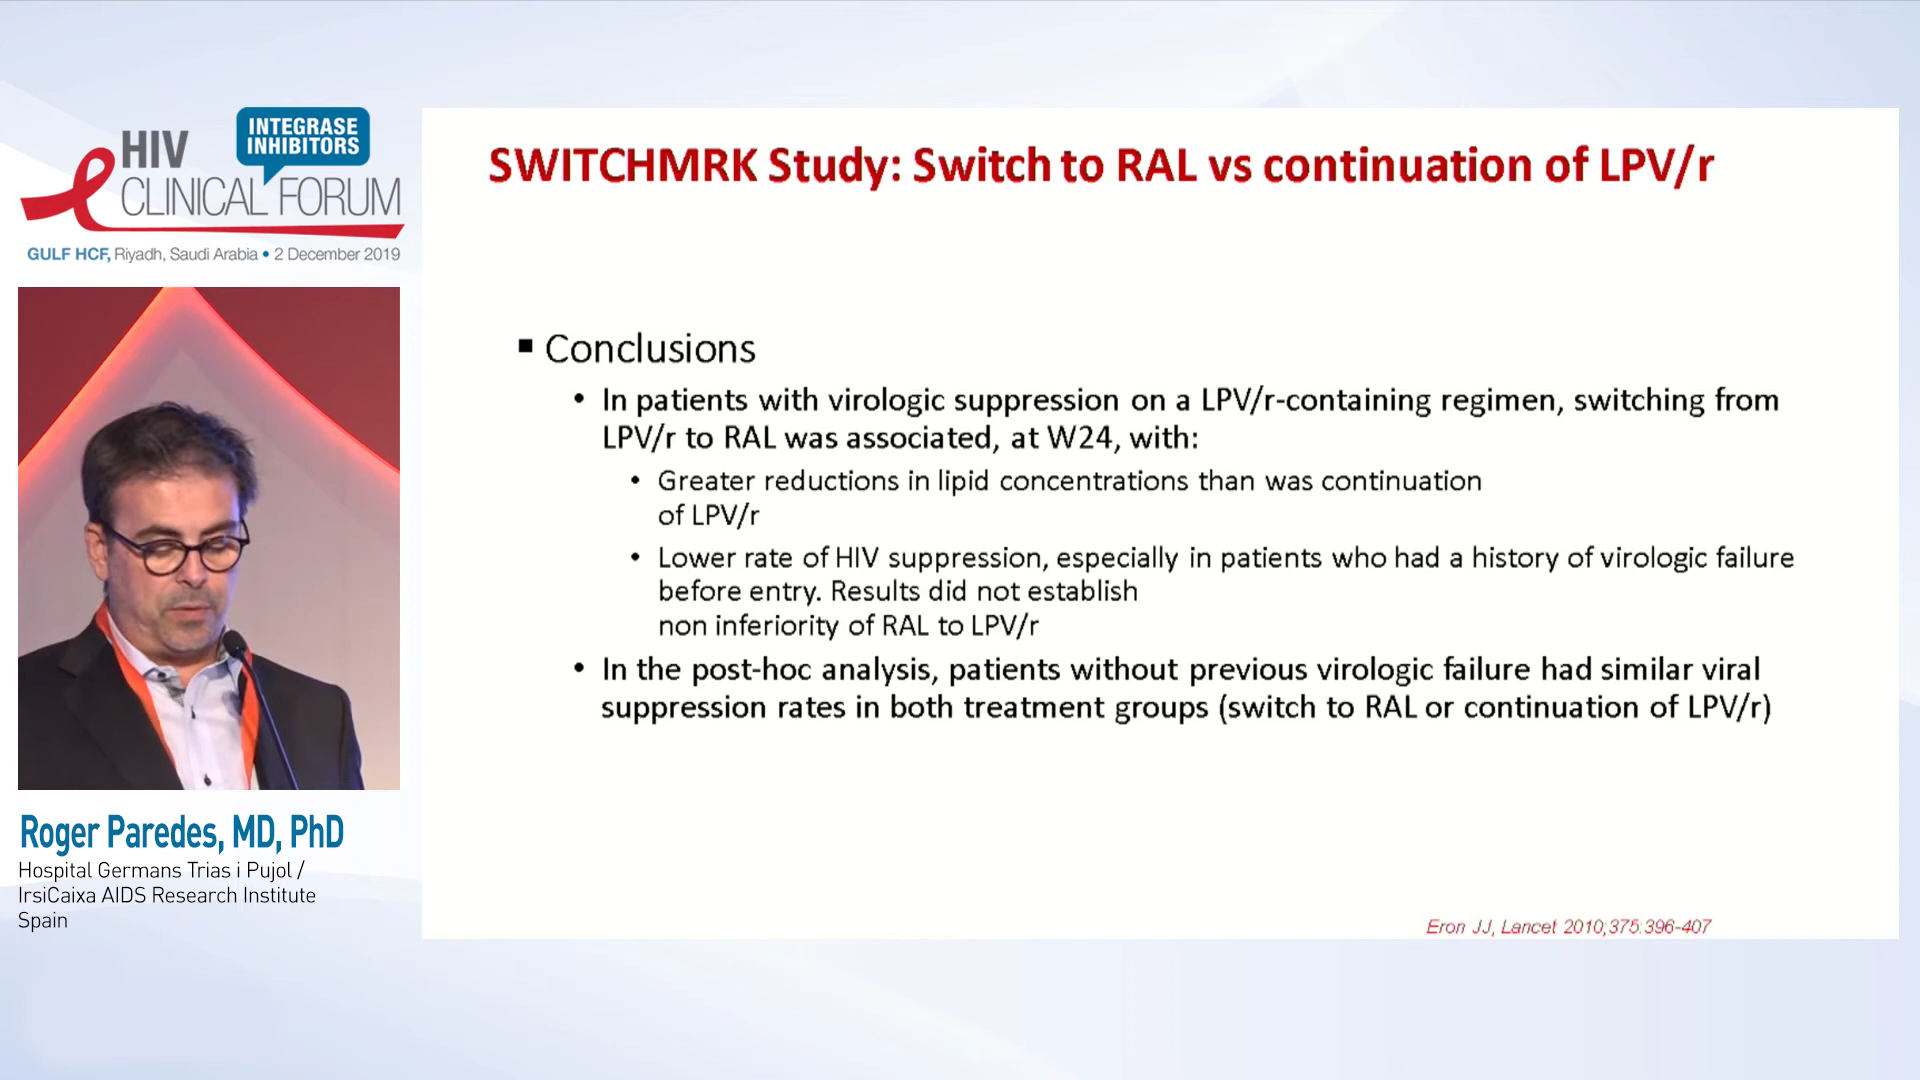 HIV
INTEGRASE
INHIBITORS
CLINICAL FORUM
GULF HCF, Riyadh, Saudi Arabia • 2 December 2019
Roger Paredes, MD, PhD
Hospital Germans Trias i Pujol /
IrsiCaixa AIDS Research Institute
Spain
SWITCHMRK Study: Switch to RAL vs continuation of LPV/r
▪ Conclusions
• In patients with virologic suppression on a LPV/r-containing regimen, switching from
LPV/r to RAL was associated, at W24, with:
• Greater reductions in lipid concentrations than was continuation
of LPV/r
• Lower rate of HIV suppression, especially in patients who had a history of virologic failure
before entry. Results did not establish
non inferiority of RAL to LPV/r
• In the post-hoc analysis, patients without previous virologic failure had similar viral
suppression rates in both treatment groups (switch to RAL or continuation of LPV/r)
Eron JJ, Lancet 2010;375:396-407